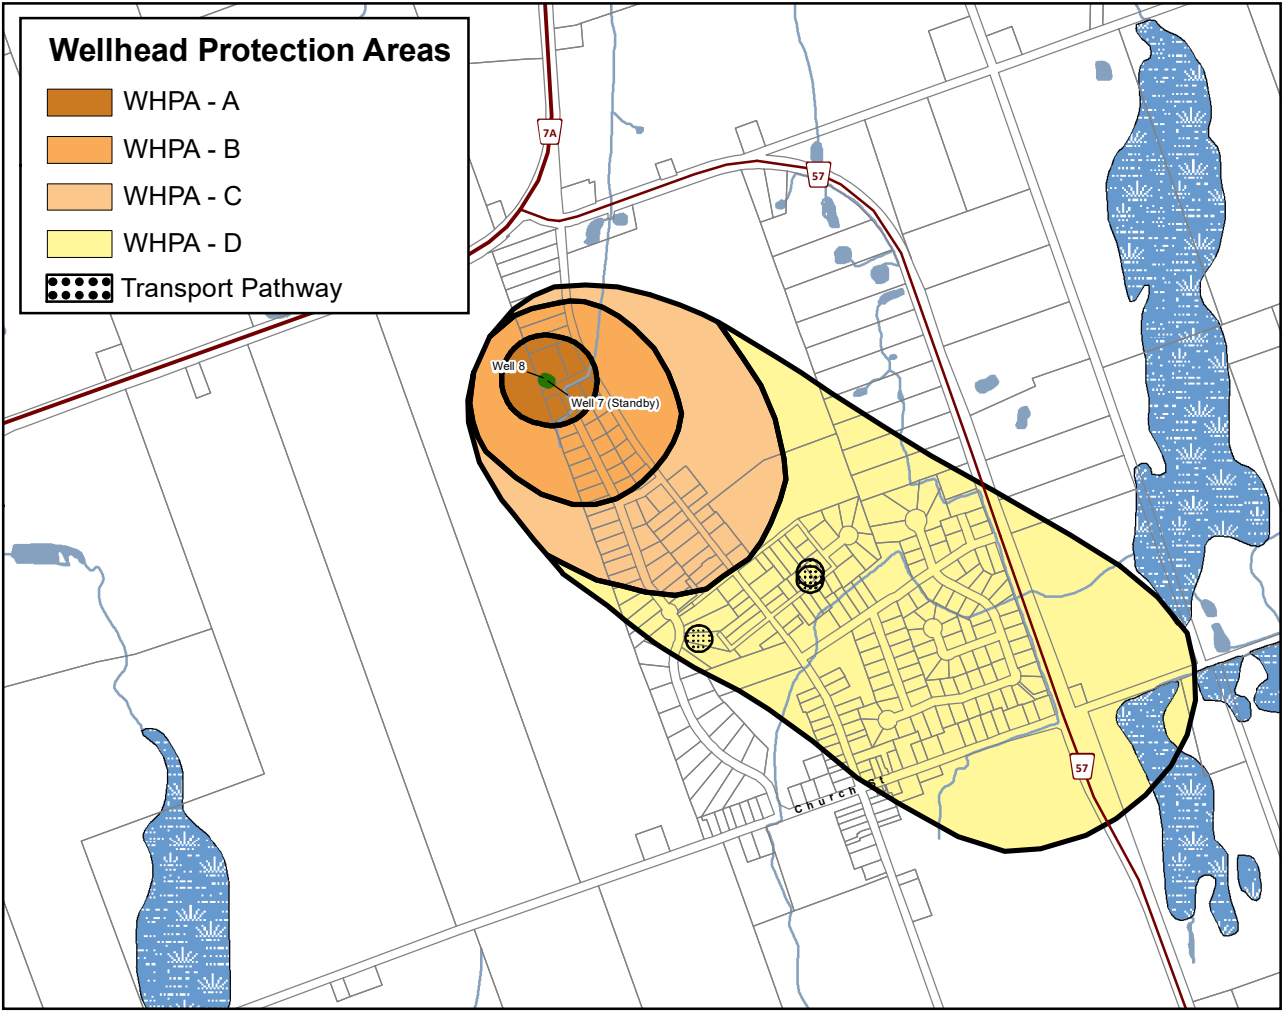 Wellhead Protection Areas
WHPA - A
WHPA - B
WHPA - C
WHPA - D
Transport Pathway
7A
57
Well 8
Well 7 (Standby)
57
Church St